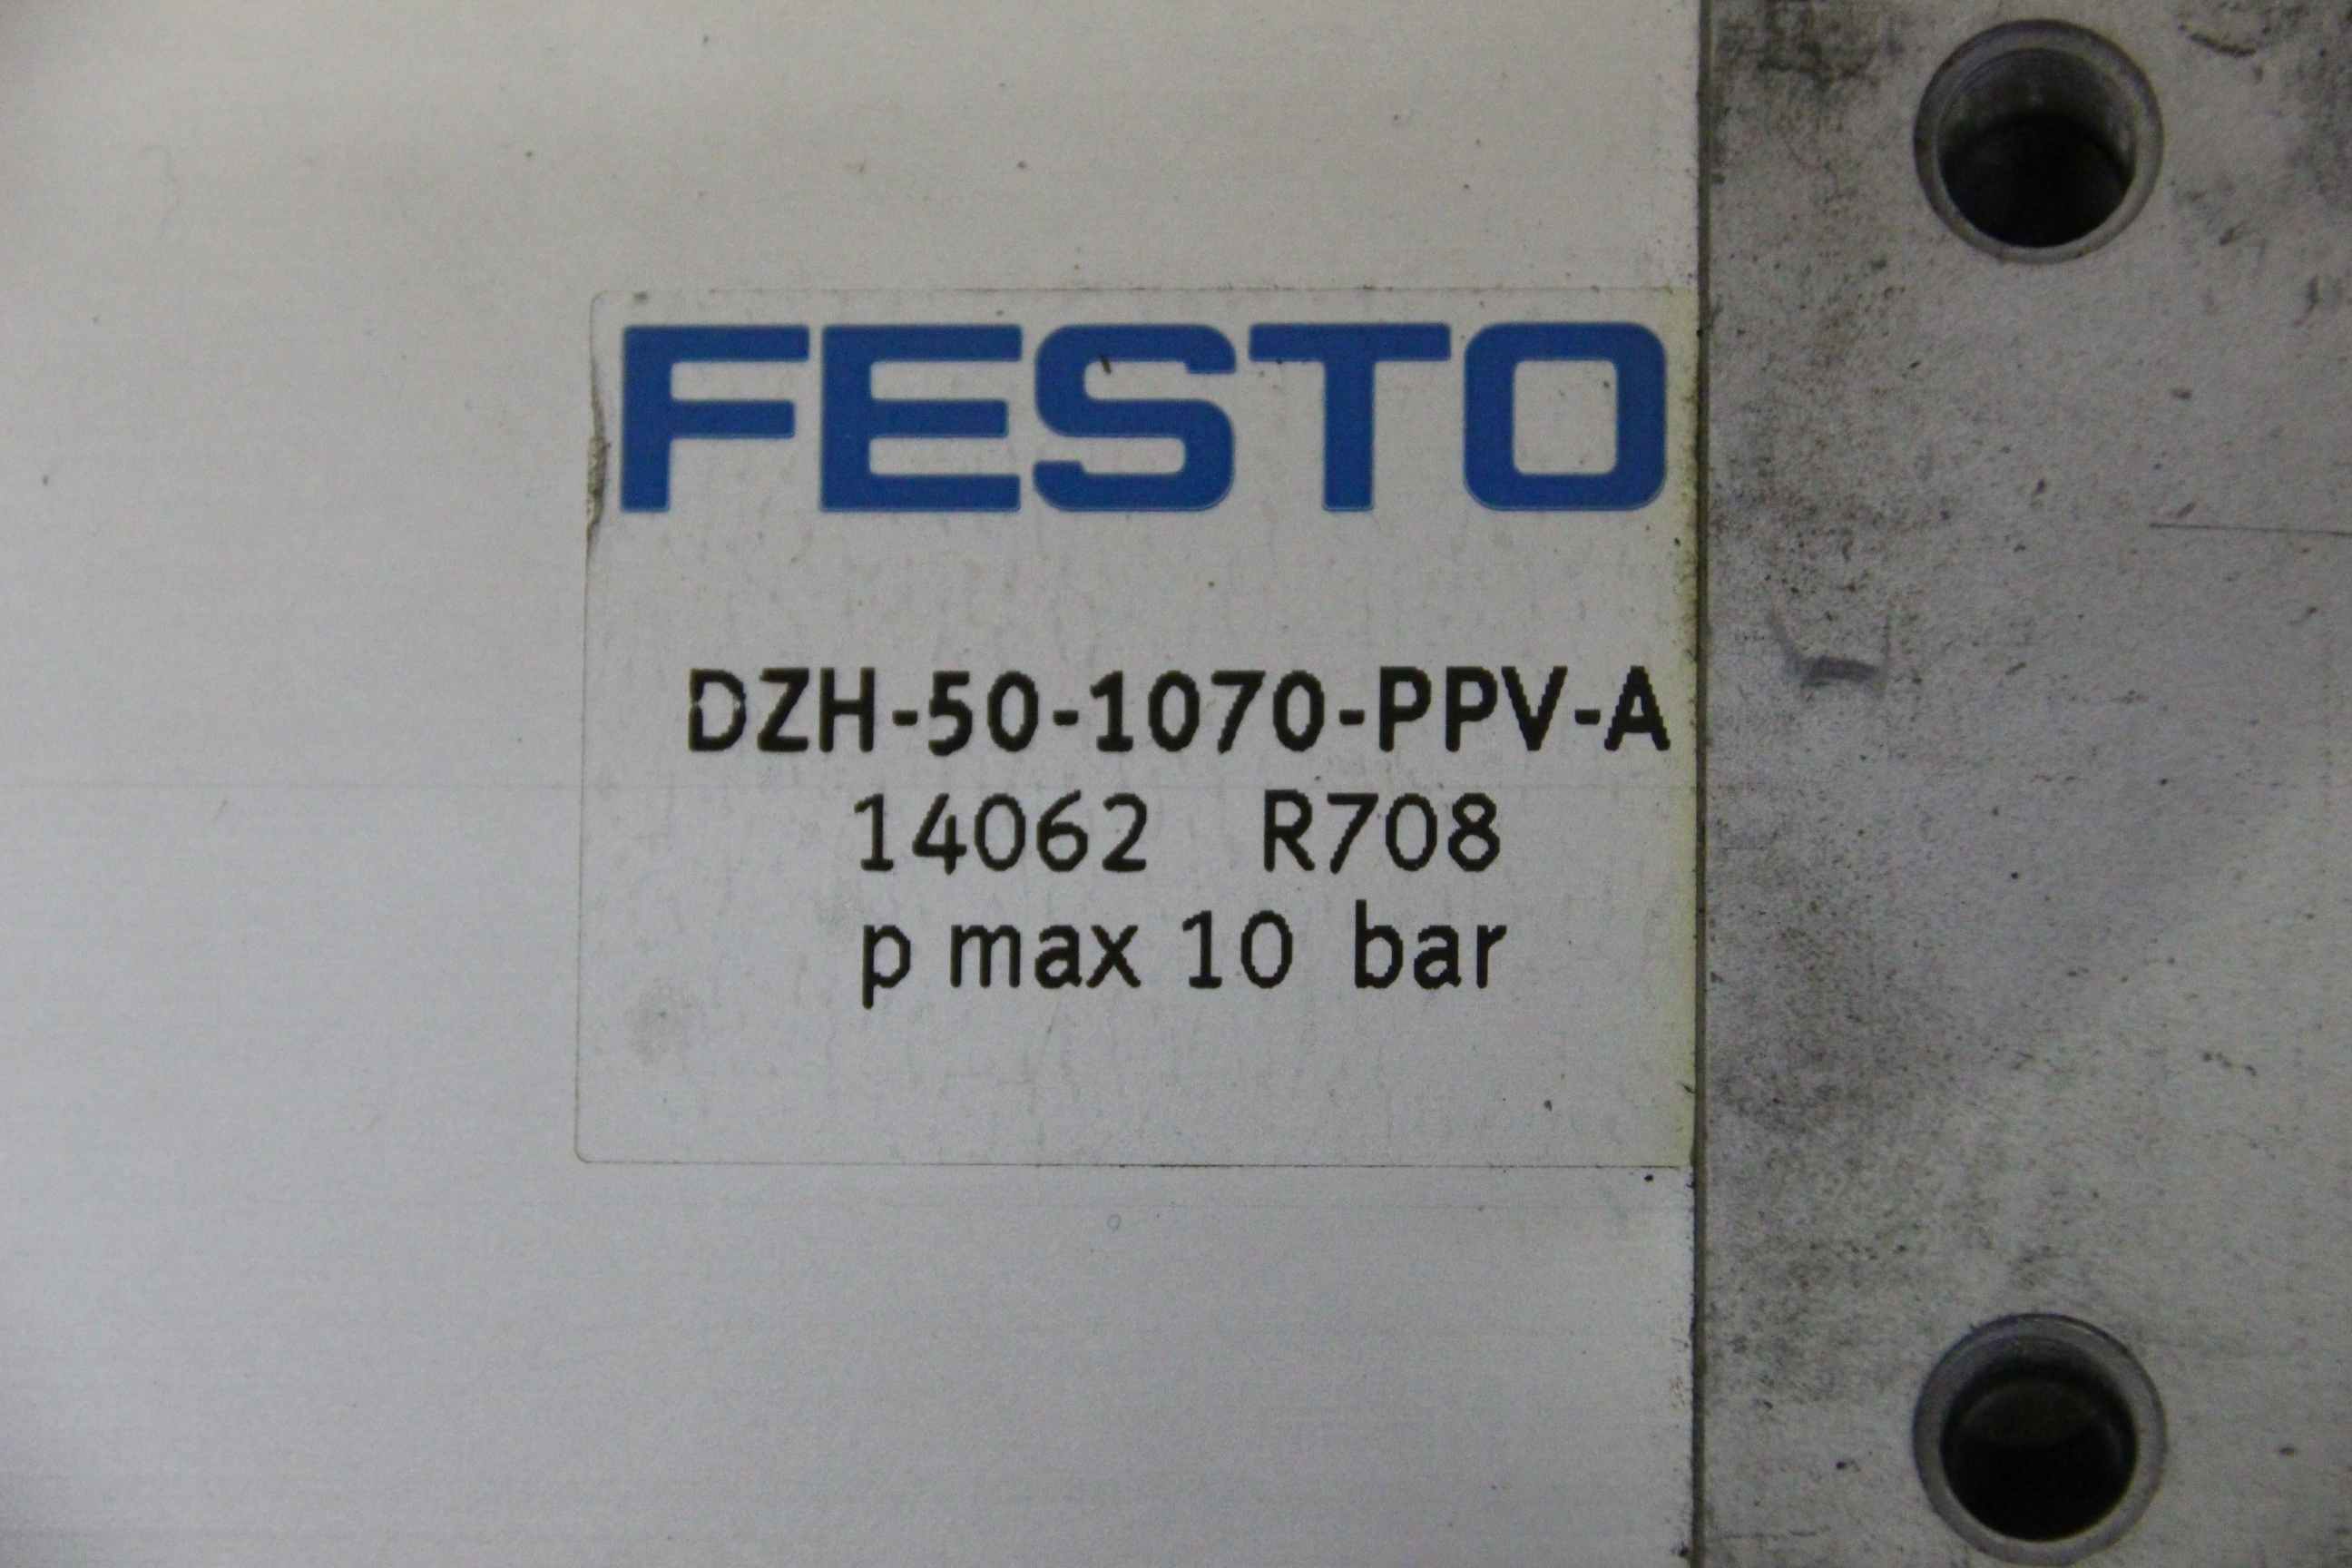 FESTO
DZH-50-1070-PPV-A
14062 R708
p max 10 bar